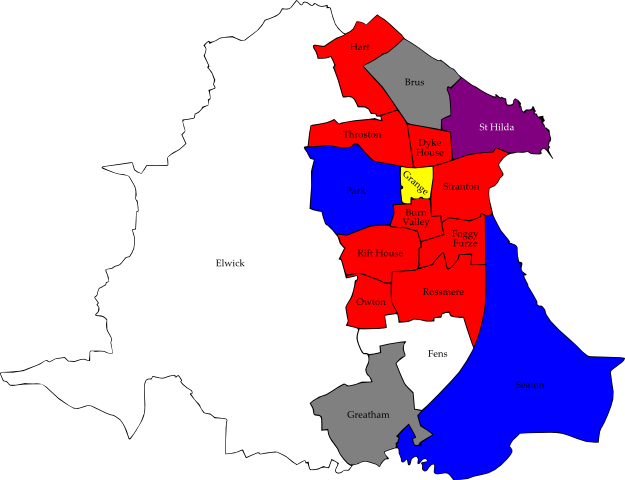 Hart
Brus
St Hilda
Throston
Dyke
House
Grange
Park
Stranton
Burn
Valley
Foggy
Furze
Rift House
Elwick
Owton
Rossmere
Fens
Seaton
Greatham